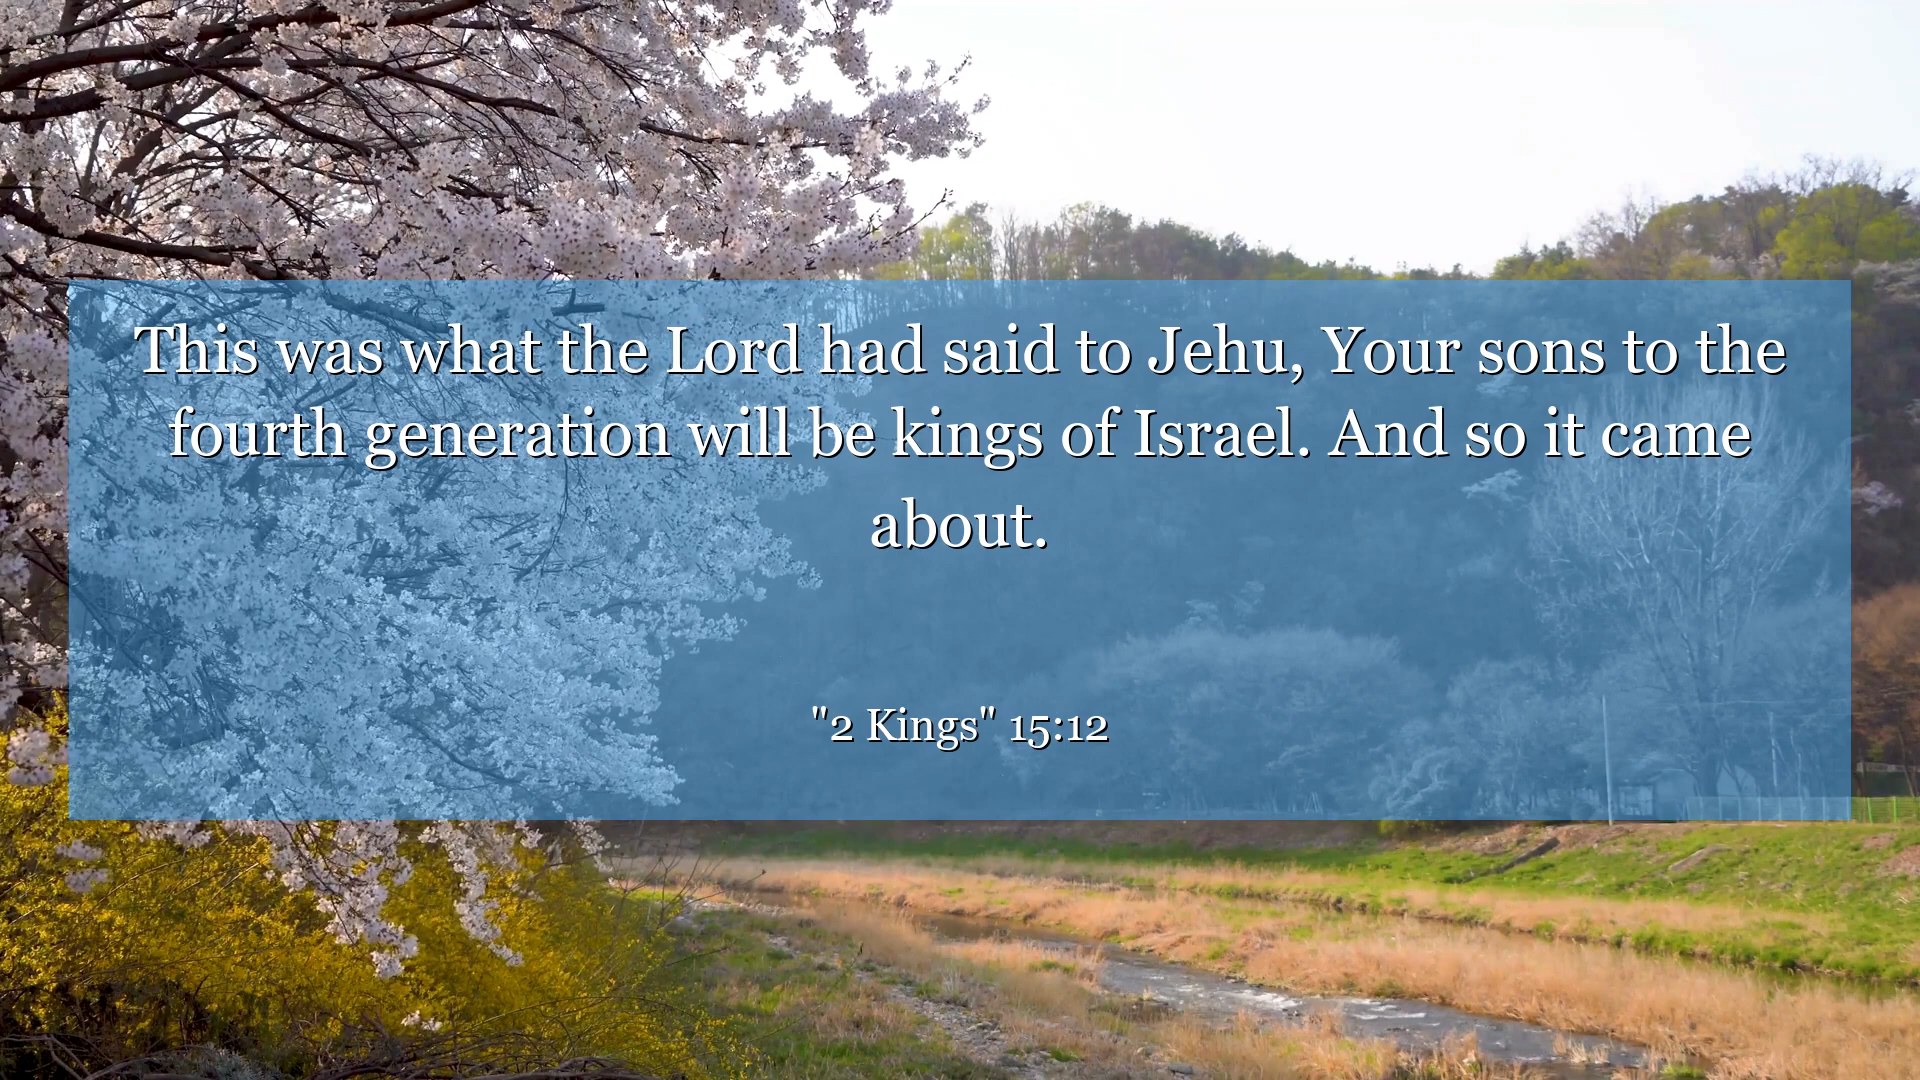 This was what the Lord had said to Jehu, Your sons to the
fourth generation will be kings of Israel. And so it came
about.
"2 Kings" 15:12